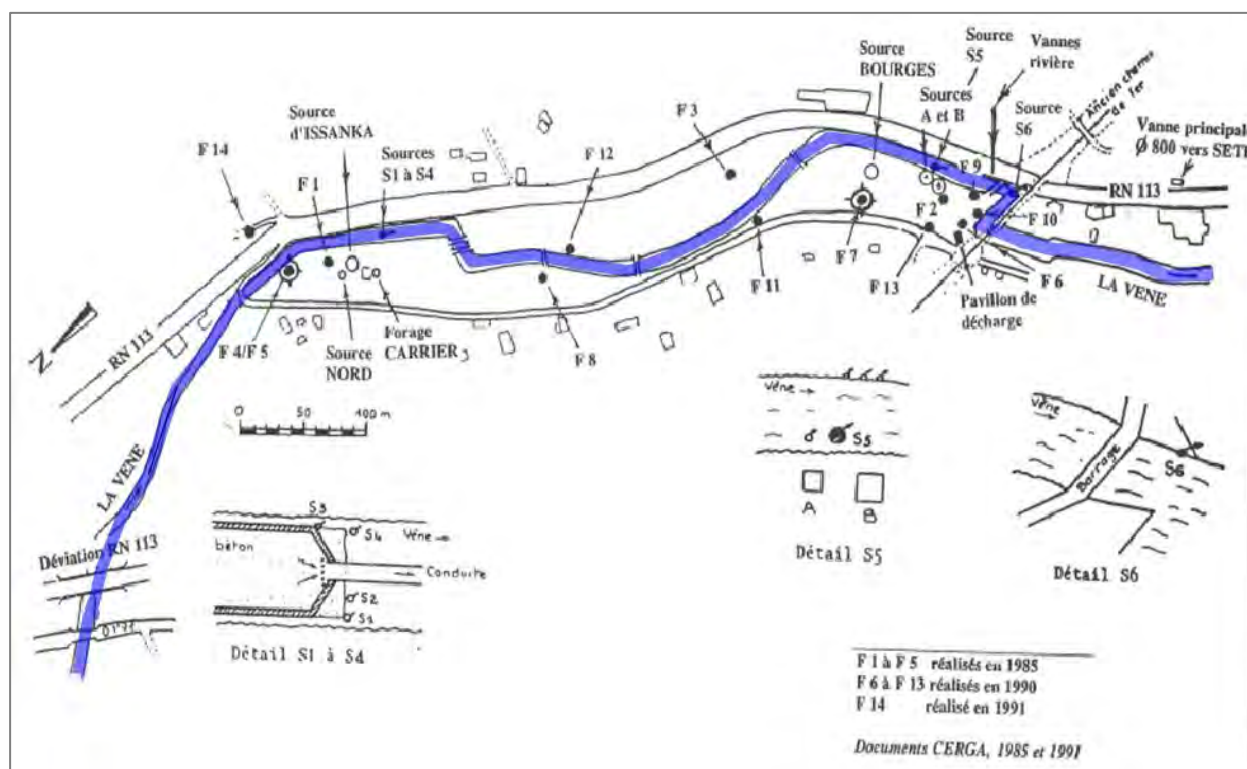 Source
S5
Vannes
rivière
Source
BOURGES
Sources
A et B
Source
S6
Ancien chemin
de fer
Vanne principal
Ø 800 vers SETE
Source
d'ISSANKA
F 3
F 14
F 1
Sources
S1 à S4
F 12
F 9
RN 113
F 2
F 10
F 7
F 11
F 13
F 6
LA VENE
Pavillon de
décharge
N
RN 113
F 4/F 5
Source
NORD
Forage
CARRIER
F 8
0 50 100 m
LA VENE
Déviation RN 113
S3
S4
Vène
béton
Conduite
S2
S1
Détail S1 à S4
Vène
S5
A
B
Détail S5
Vène
Barrage
S6
Détail S6
F 1 à F 5 réalisés en 1985
F 6 à F 13 réalisés en 1990
F 14 réalisé en 1991
Documents CERGA, 1985 et 1991